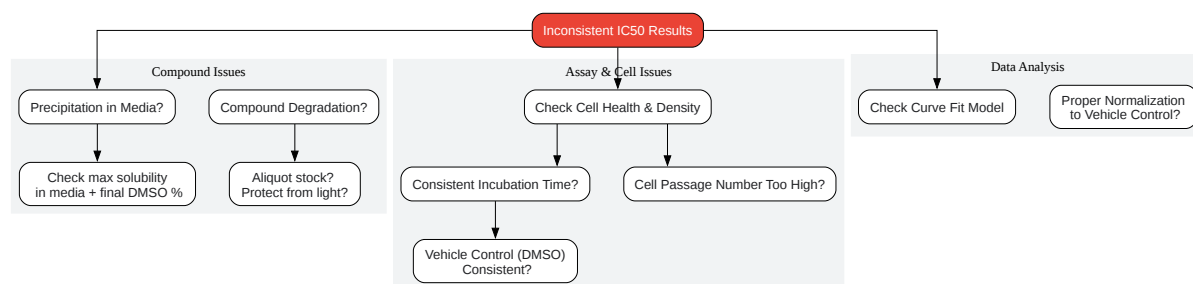 Inconsistent IC50 Results
Compound Issues
Assay & Cell Issues
Data Analysis
Precipitation in Media?
Compound Degradation?
Check Cell Health & Density
Check Curve Fit Model
Proper Normalization
to Vehicle Control?
Check max solubility
in media + final DMSO %
Aliquot stock?
Protect from light?
Consistent Incubation Time?
Cell Passage Number Too High?
Vehicle Control (DMSO)
Consistent?